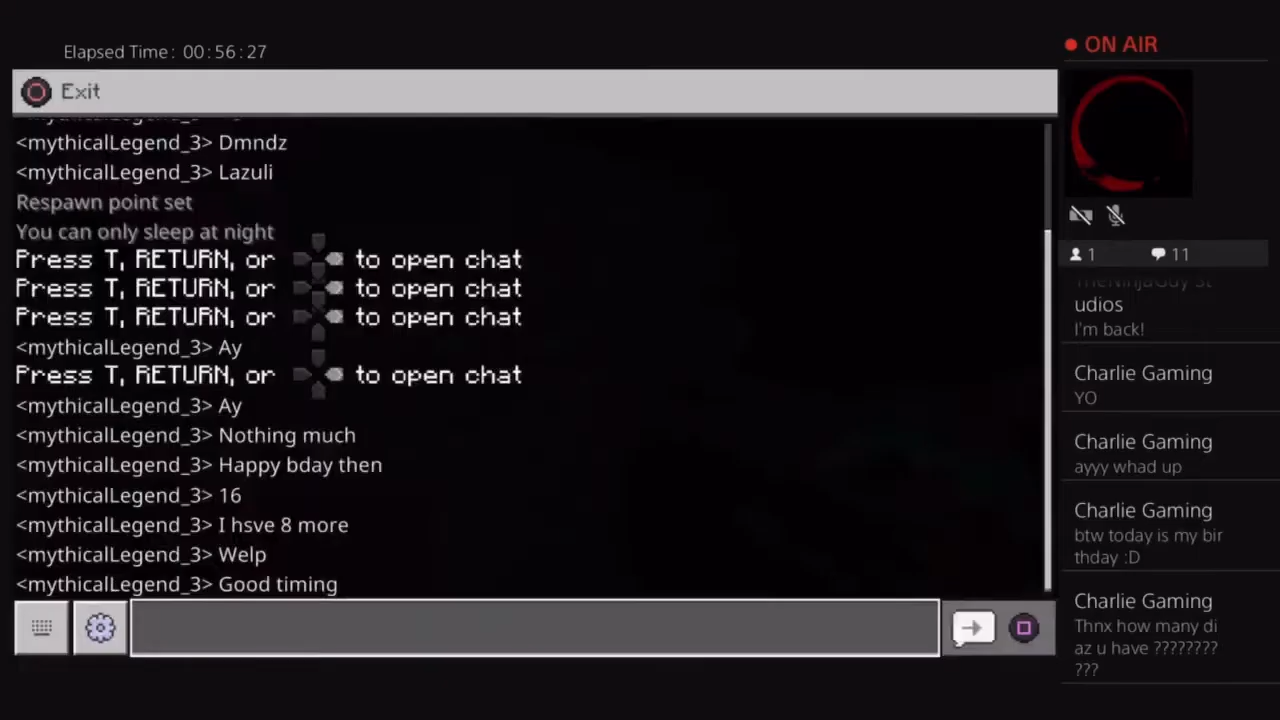 Elapsed Time: 00:56:27
ON AIR
Exit
<mythicalLegend_3> Dmndz
<mythicalLegend_3> Lazuli
Respawn point set
You can only sleep at night
Press T, RETURN, or to open chat
Press T, RETURN, or to open chat
Press T, RETURN, or to open chat
<mythicalLegend_3> Ay
Press T, RETURN, or to open chat
<mythicalLegend_3> Ay
<mythicalLegend_3> Nothing much
<mythicalLegend_3> Happy bday then
<mythicalLegend_3> 16
<mythicalLegend_3> I hsve 8 more
<mythicalLegend_3> Welp
<mythicalLegend_3> Good timing
1 11
TheNinjaGuy St
udios
I'm back!
Charlie Gaming
YO
Charlie Gaming
ayyy whad up
Charlie Gaming
btw today is my bir
thday :D
Charlie Gaming
Thnx how many di
az u have ????????
???